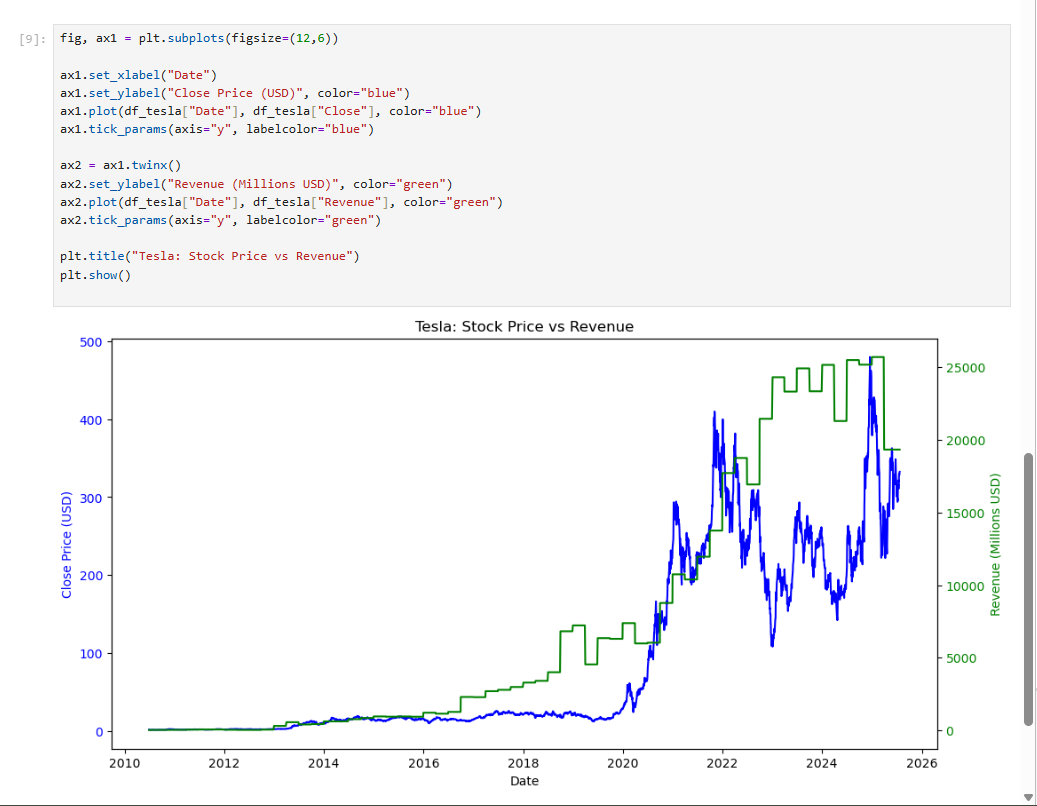 [9]:
fig, ax1 = plt.subplots(figsize=(12,6))
ax1.set_xlabel("Date")
ax1.set_ylabel("Close Price (USD)", color="blue")
ax1.plot(df_tesla["Date"], df_tesla["Close"], color="blue")
ax1.tick_params(axis="y", labelcolor="blue")
ax2 = ax1.twinx()
ax2.set_ylabel("Revenue (Millions USD)", color="green")
ax2.plot(df_tesla["Date"], df_tesla["Revenue"], color="green")
ax2.tick_params(axis="y", labelcolor="green")
plt.title("Tesla: Stock Price vs Revenue")
plt.show()
Tesla: Stock Price vs Revenue
Close Price (USD)
500
400
300
200
100
0
25000
20000
15000
10000
5000
0
Revenue (Millions USD)
2010 2012 2014 2016 2018 2020 2022 2024 2026
Date